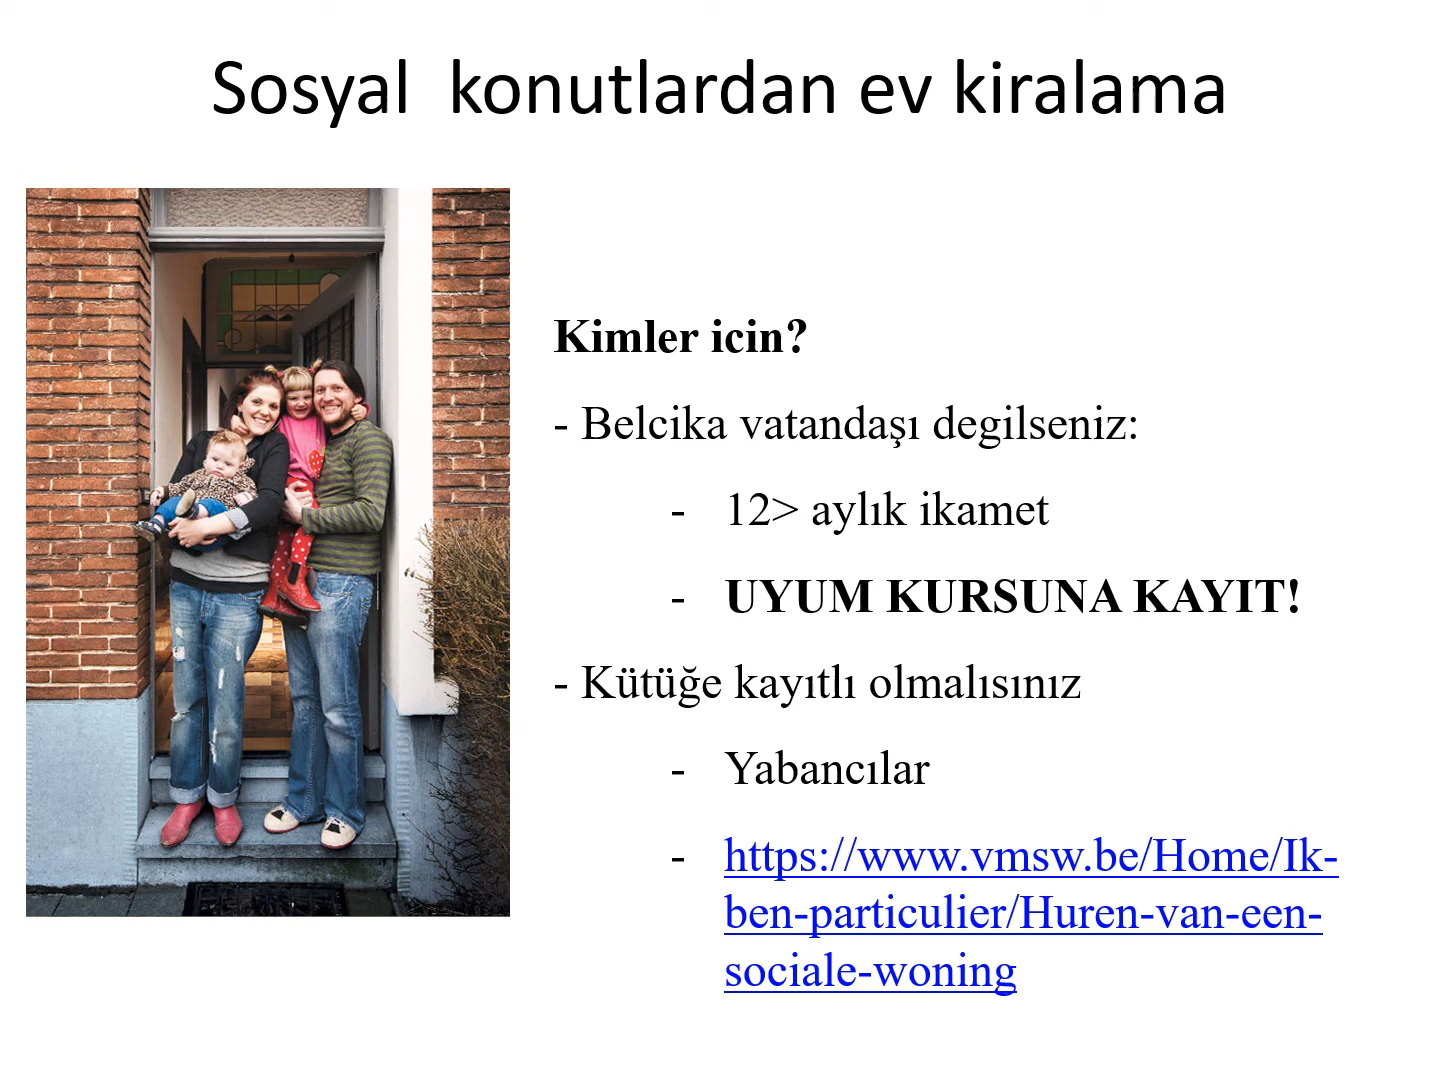 Sosyal  konutlardan ev kiralama
Kimler icin?
- Belcika vatandaşı degilseniz:
- 12> aylık ikamet
- UYUM KURSUNA KAYIT!
- Kütüğe kayıtlı olmalısınız
- Yabancılar
- https://www.vmsw.be/Home/Ik-
ben-particulier/Huren-van-een-
sociale-woning